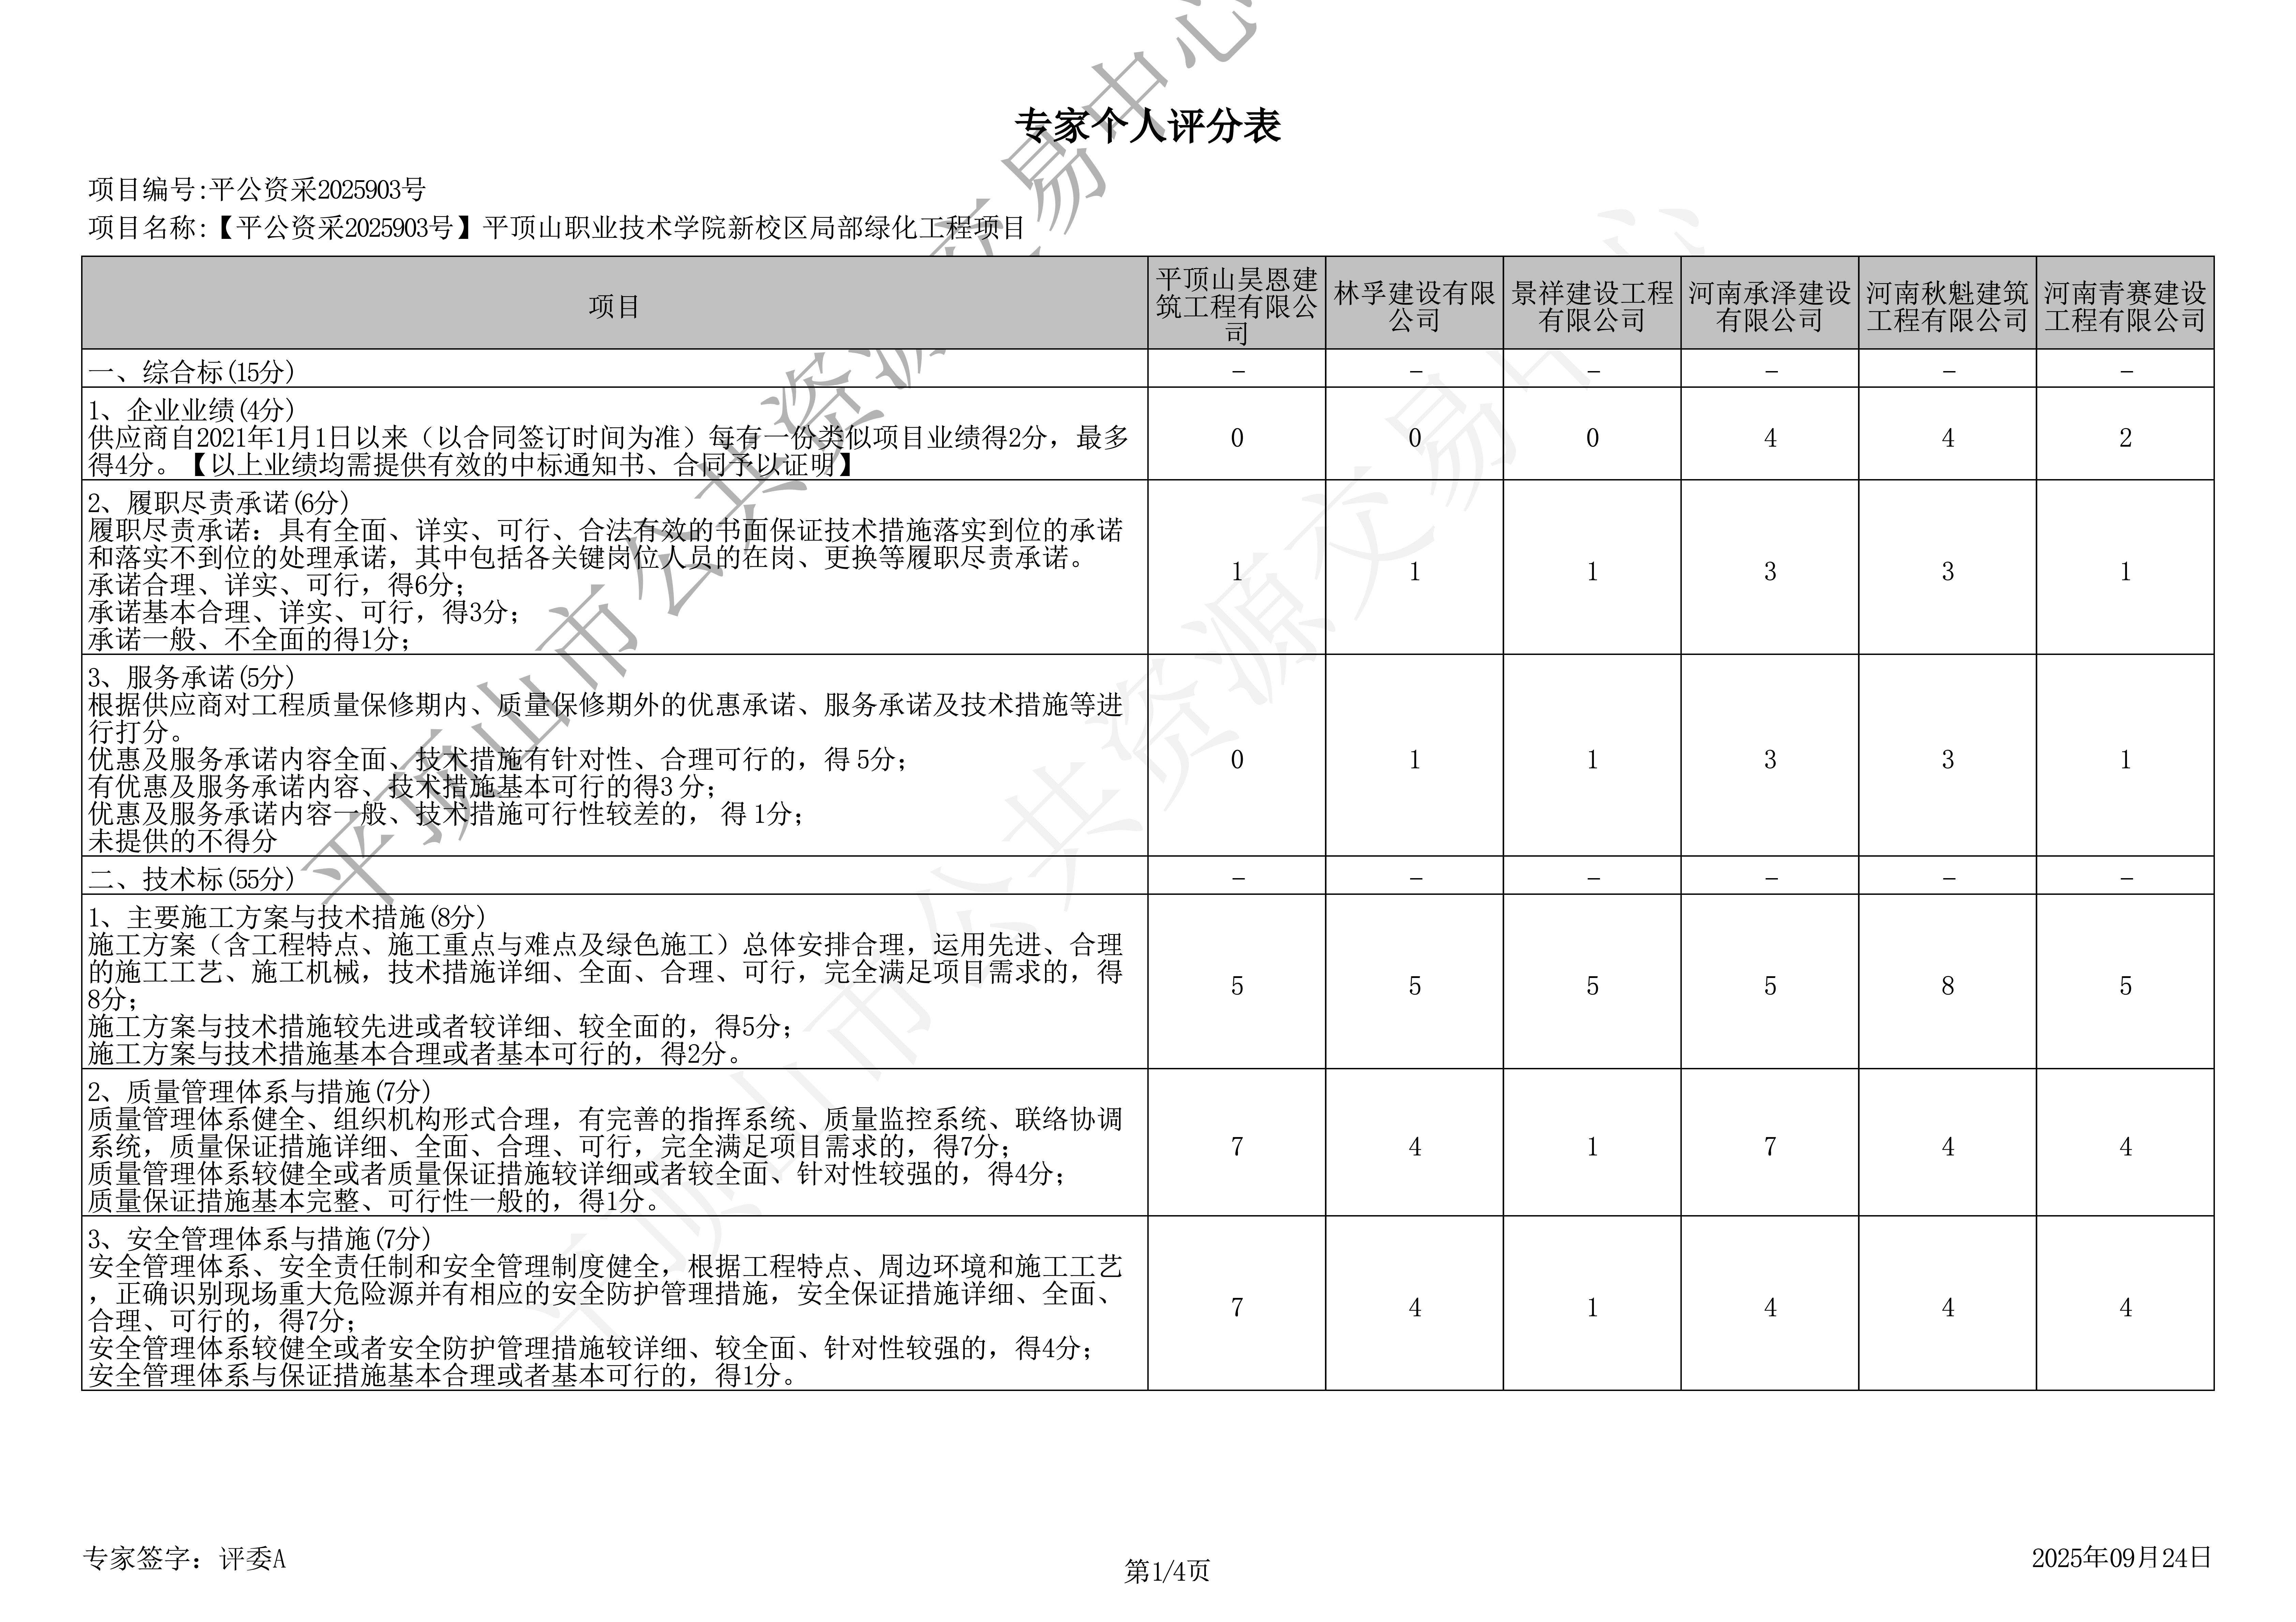 专家个人评分表
项目编号:平公资采2025903号
项目名称:【平公资采2025903号】平顶山职业技术学院新校区局部绿化工程项目
项目
平顶山昊恩建
筑工程有限公
司
林孚建设有限
公司
景祥建设工程
有限公司
河南承泽建设
有限公司
河南秋魁建筑
工程有限公司
河南青赛建设
工程有限公司
一、综合标(15分) – – – – – –
1、企业业绩(4分)
供应商自2021年1月1日以来（以合同签订时间为准）每有一份类似项目业绩得2分，最多
得4分。【以上业绩均需提供有效的中标通知书、合同予以证明】
0 0 0 4 4 2
2、履职尽责承诺(6分)
履职尽责承诺：具有全面、详实、可行、合法有效的书面保证技术措施落实到位的承诺
和落实不到位的处理承诺，其中包括各关键岗位人员的在岗、更换等履职尽责承诺。
承诺合理、详实、可行，得6分；
承诺基本合理、详实、可行，得3分；
承诺一般、不全面的得1分；
1 1 1 3 3 1
3、服务承诺(5分)
根据供应商对工程质量保修期内、质量保修期外的优惠承诺、服务承诺及技术措施等进
行打分。
优惠及服务承诺内容全面、技术措施有针对性、合理可行的，得 5分；
有优惠及服务承诺内容、技术措施基本可行的得3 分；
优惠及服务承诺内容一般、技术措施可行性较差的， 得 1分；
未提供的不得分
0 1 1 3 3 1
二、技术标(55分) – – – – – –
1、主要施工方案与技术措施(8分)
施工方案（含工程特点、施工重点与难点及绿色施工）总体安排合理，运用先进、合理
的施工工艺、施工机械，技术措施详细、全面、合理、可行，完全满足项目需求的，得
8分；
施工方案与技术措施较先进或者较详细、较全面的，得5分；
施工方案与技术措施基本合理或者基本可行的，得2分。
5 5 5 5 8 5
2、质量管理体系与措施(7分)
质量管理体系健全、组织机构形式合理，有完善的指挥系统、质量监控系统、联络协调
系统，质量保证措施详细、全面、合理、可行，完全满足项目需求的，得7分；
质量管理体系较健全或者质量保证措施较详细或者较全面、针对性较强的，得4分；
质量保证措施基本完整、可行性一般的，得1分。
7 4 1 7 4 4
3、安全管理体系与措施(7分)
安全管理体系、安全责任制和安全管理制度健全，根据工程特点、周边环境和施工工艺
，正确识别现场重大危险源并有相应的安全防护管理措施，安全保证措施详细、全面、
合理、可行的，得7分；
安全管理体系较健全或者安全防护管理措施较详细、较全面、针对性较强的，得4分；
安全管理体系与保证措施基本合理或者基本可行的，得1分。
7 4 1 4 4 4
平顶山市公共资源交易中心
平顶山市公共资源交易中心
专家签字：评委A
第1/4页
2025年09月24日